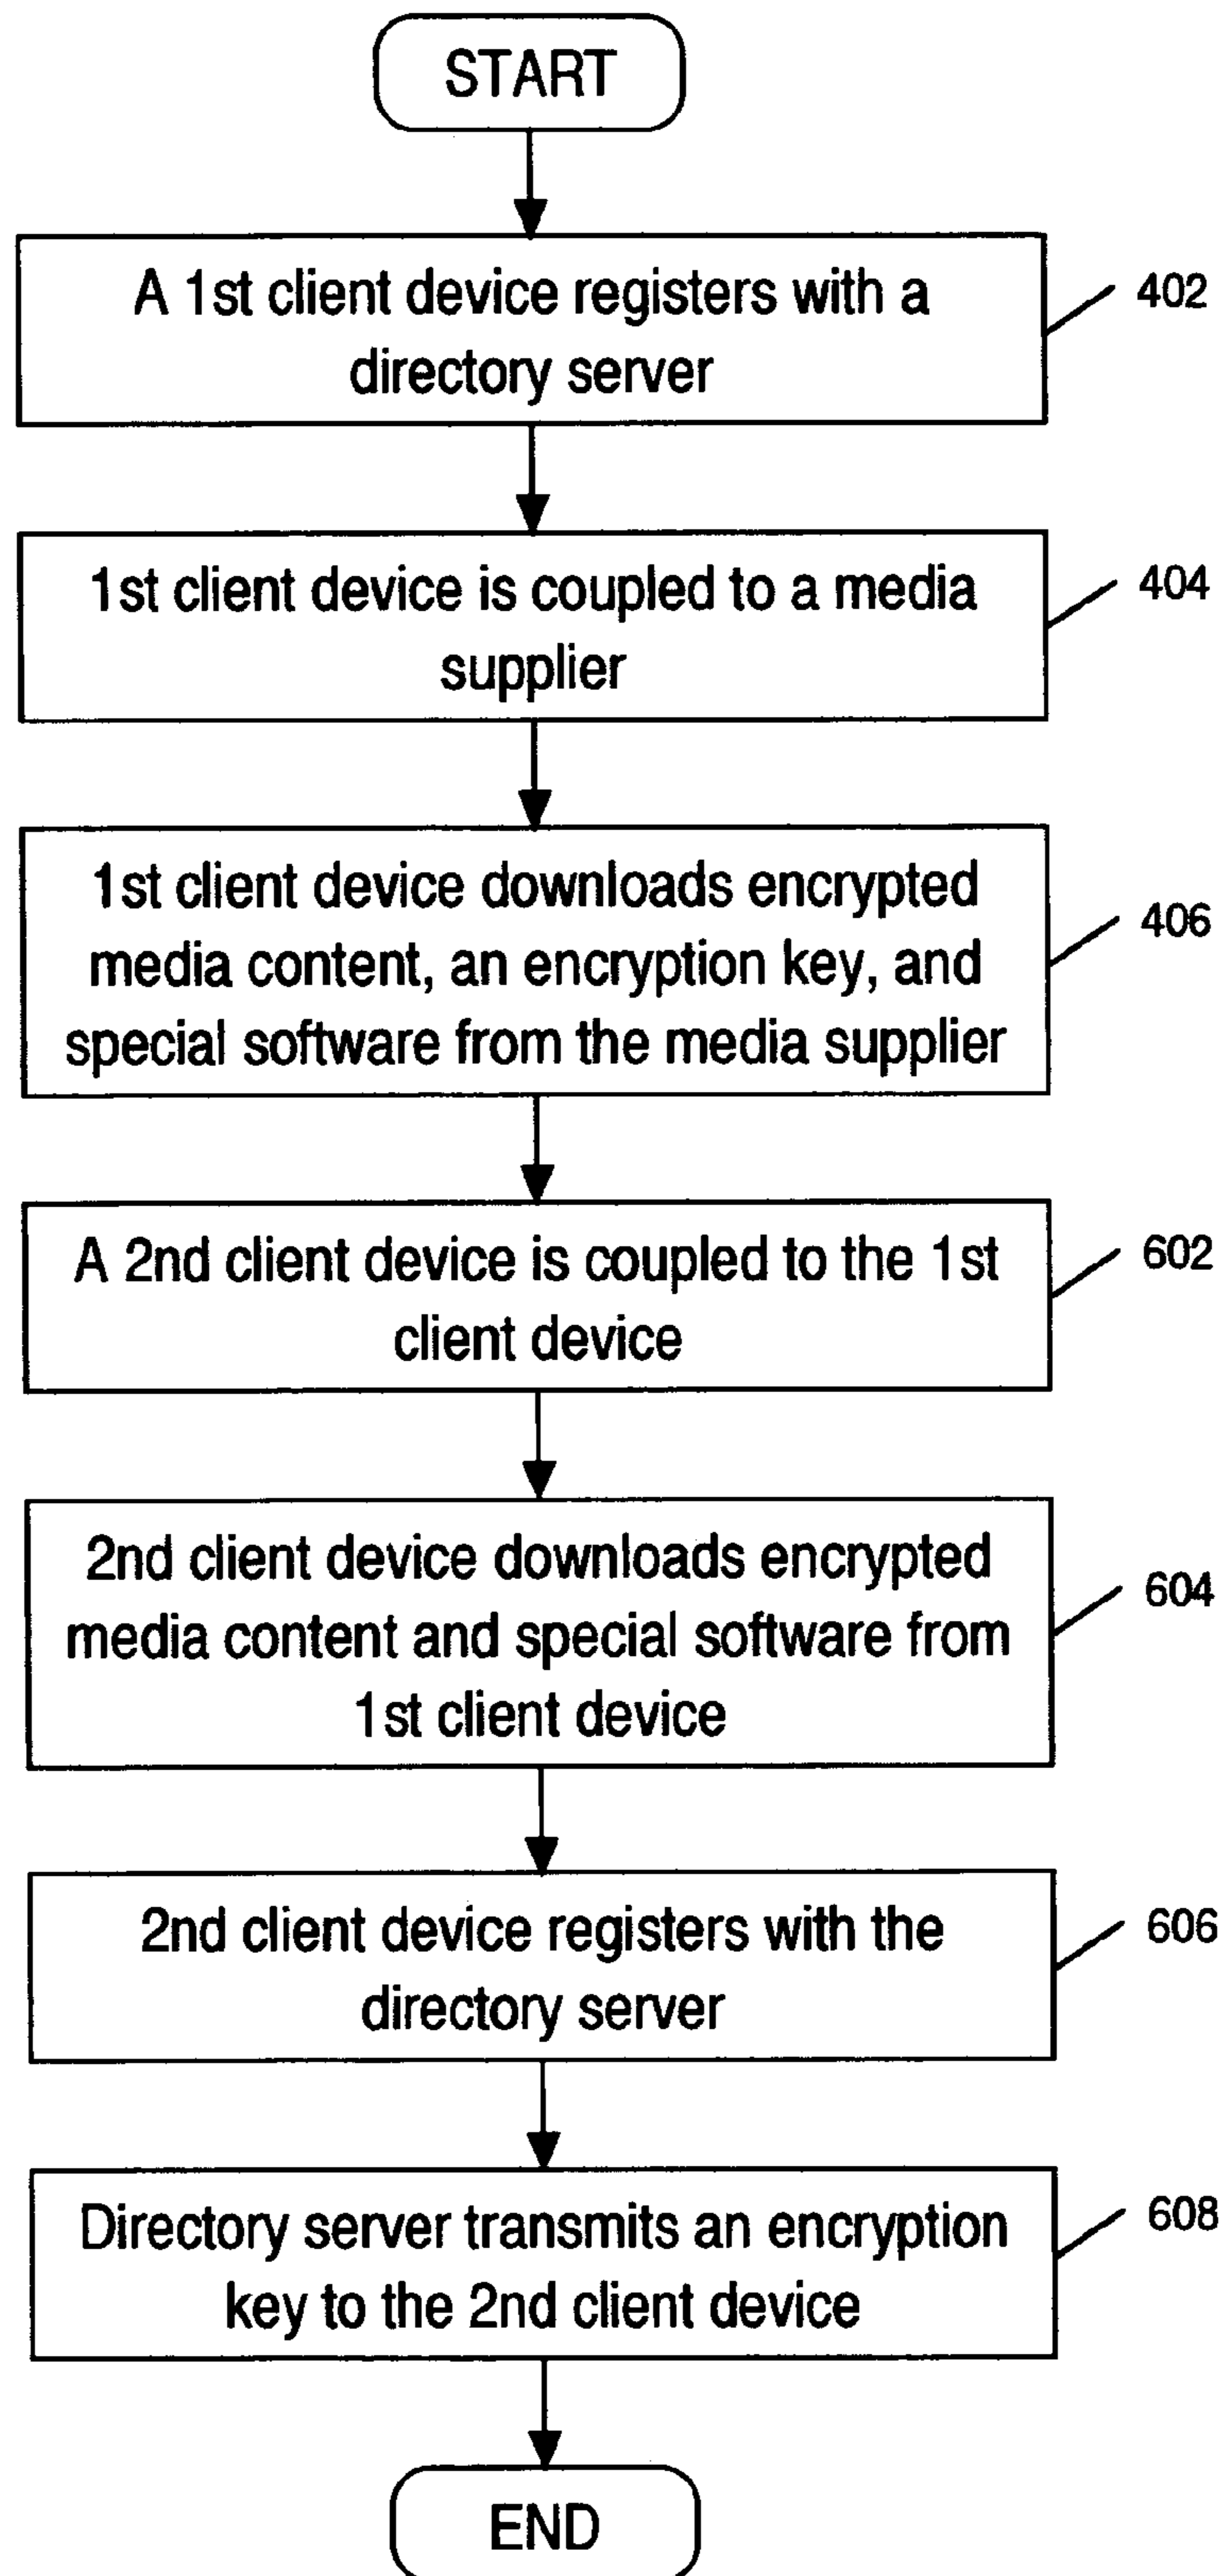 START
A 1st client device registers with a
directory server
402
1st client device is coupled to a media
supplier
404
1st client device downloads encrypted
media content, an encryption key, and
special software from the media supplier
406
A 2nd client device is coupled to the 1st
client device
602
2nd client device downloads encrypted
media content and special software from
1st client device
604
2nd client device registers with the
directory server
606
Directory server transmits an encryption
key to the 2nd client device
608
END